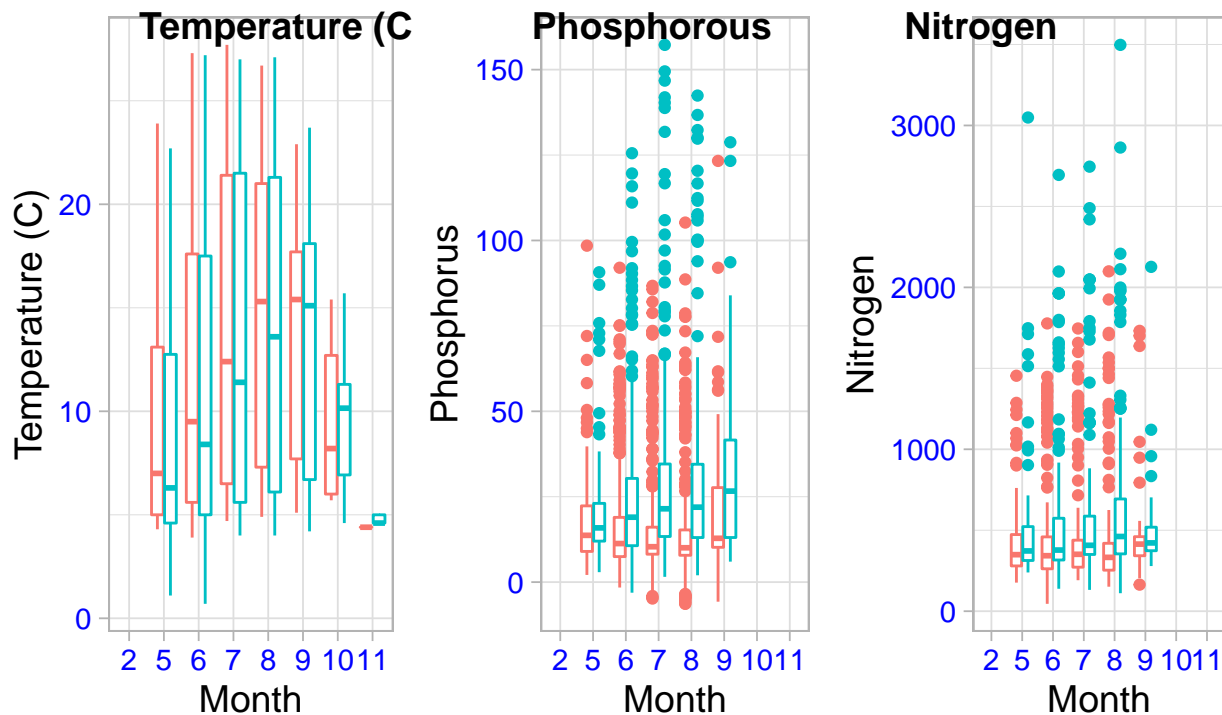 Temperature (C
Temperature (C)
20
10
0
2 5 6 7 8 9 10 11
Month
Phosphorous
Phosphorus
150
100
50
0
2 5 6 7 8 9 10 11
Month
Nitrogen
Nitrogen
3000
2000
1000
0
2 5 6 7 8 9 10 11
Month